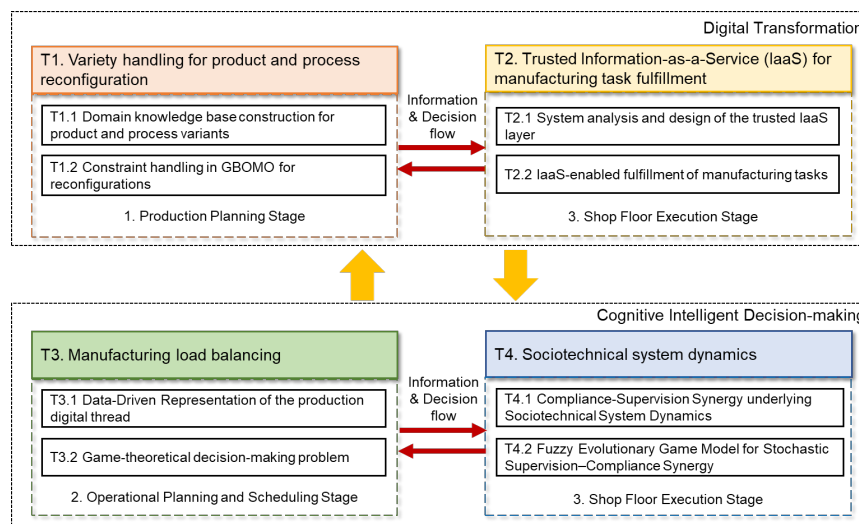 Digital Transformation
T1. Variety handling for product and process
reconfiguration
T1.1 Domain knowledge base construction for
product and process variants
T1.2 Constraint handling in GBOMO for
reconfigurations
1. Production Planning Stage
Information
& Decision
flow
T2. Trusted Information-as-a-Service (IaaS) for
manufacturing task fulfillment
T2.1 System analysis and design of the trusted IaaS
layer
T2.2 IaaS-enabled fulfillment of manufacturing tasks
3. Shop Floor Execution Stage
Cognitive Intelligent Decision-making
T3. Manufacturing load balancing
T3.1 Data-Driven Representation of the production
digital thread
T3.2 Game-theoretical decision-making problem
2. Operational Planning and Scheduling Stage
Information
& Decision
flow
T4. Sociotechnical system dynamics
T4.1 Compliance-Supervision Synergy underlying
Sociotechnical System Dynamics
T4.2 Fuzzy Evolutionary Game Model for Stochastic
Supervision–Compliance Synergy
3. Shop Floor Execution Stage